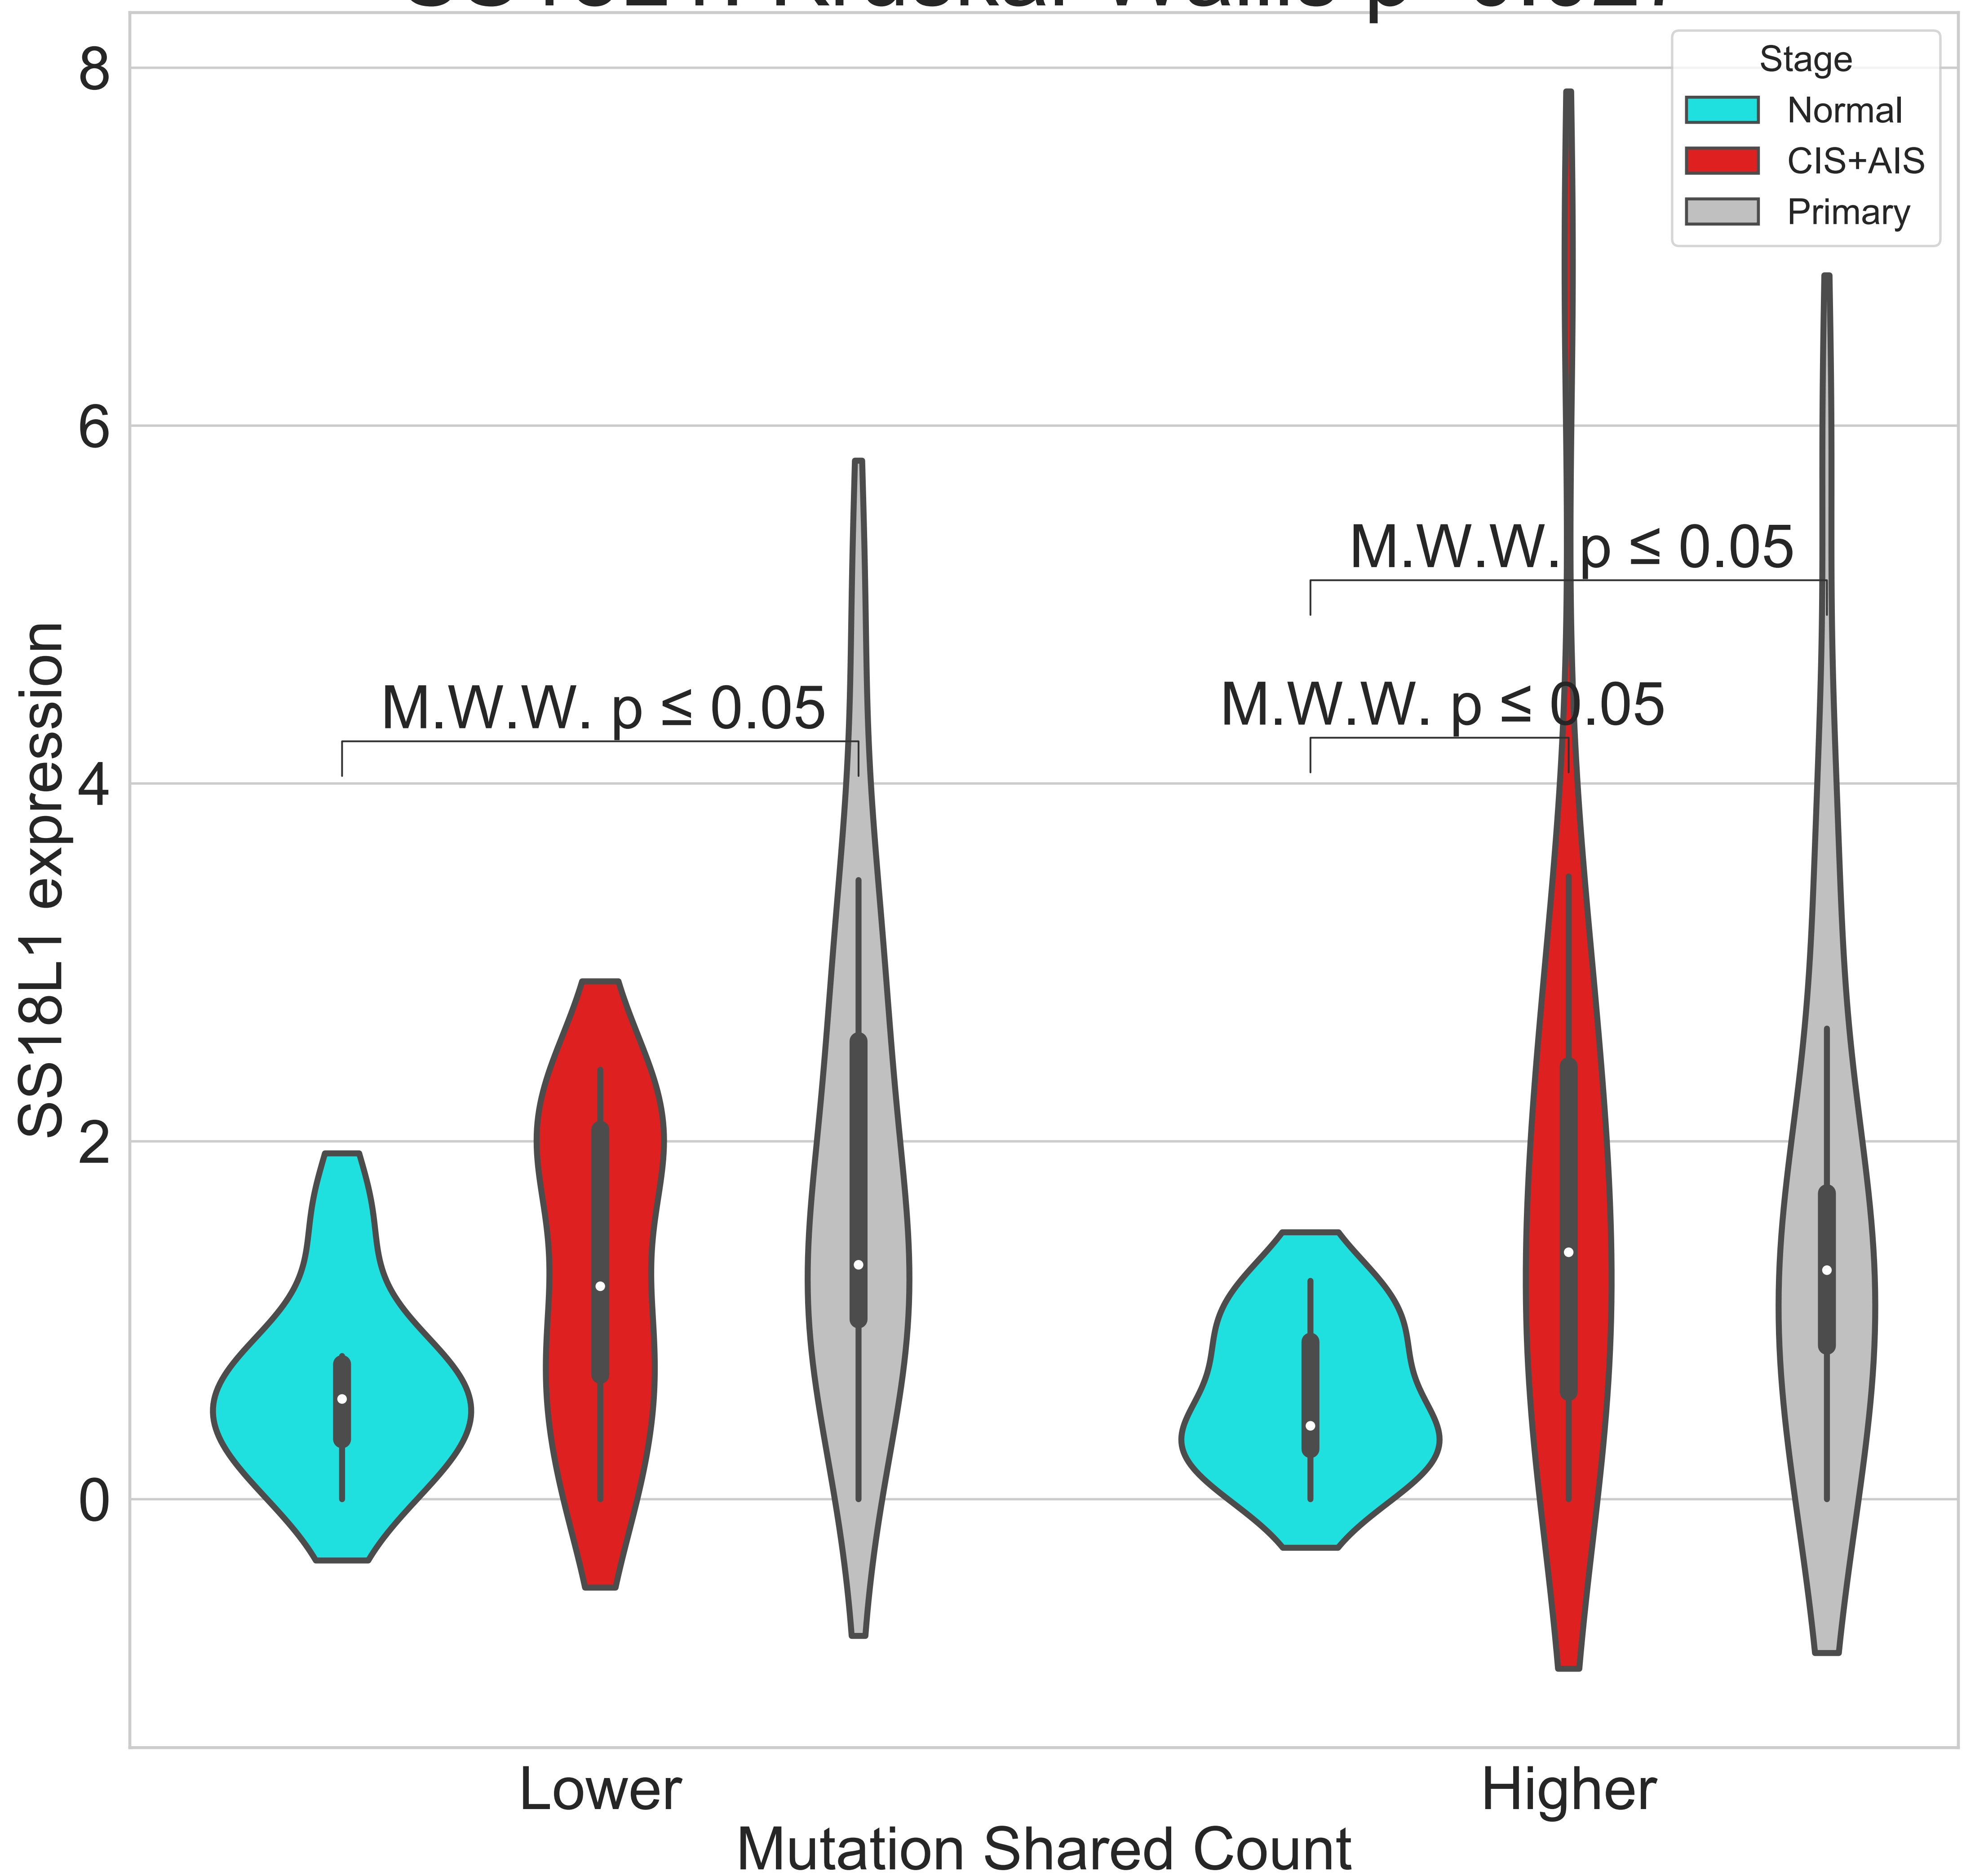 8
6
4
2
0
SS18L1 expression
Stage
Normal
CIS+AIS
Primary
M.W.W. p ≤ 0.05
M.W.W. p ≤ 0.05
M.W.W. p ≤ 0.05
Lower
Higher
Mutation Shared Count